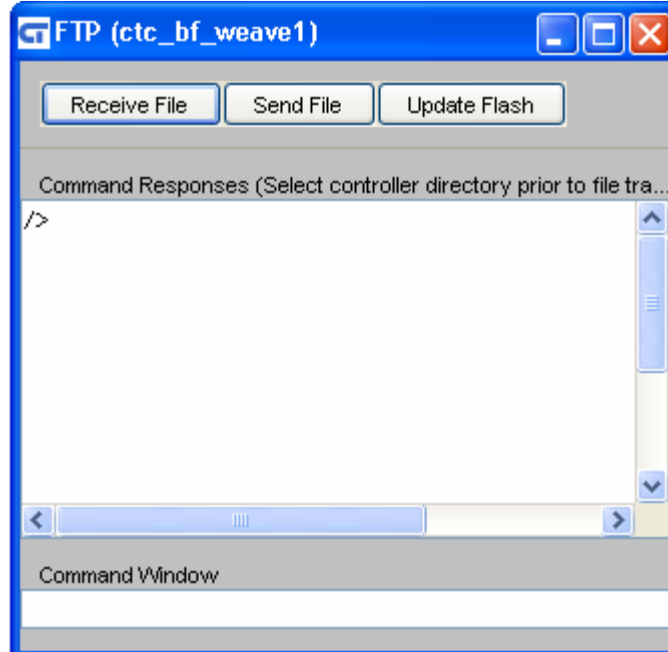 FTP (ctc_bf_weave1)
Receive File Send File Update Flash
Command Responses (Select controller directory prior to file tra...
/>
Command Window